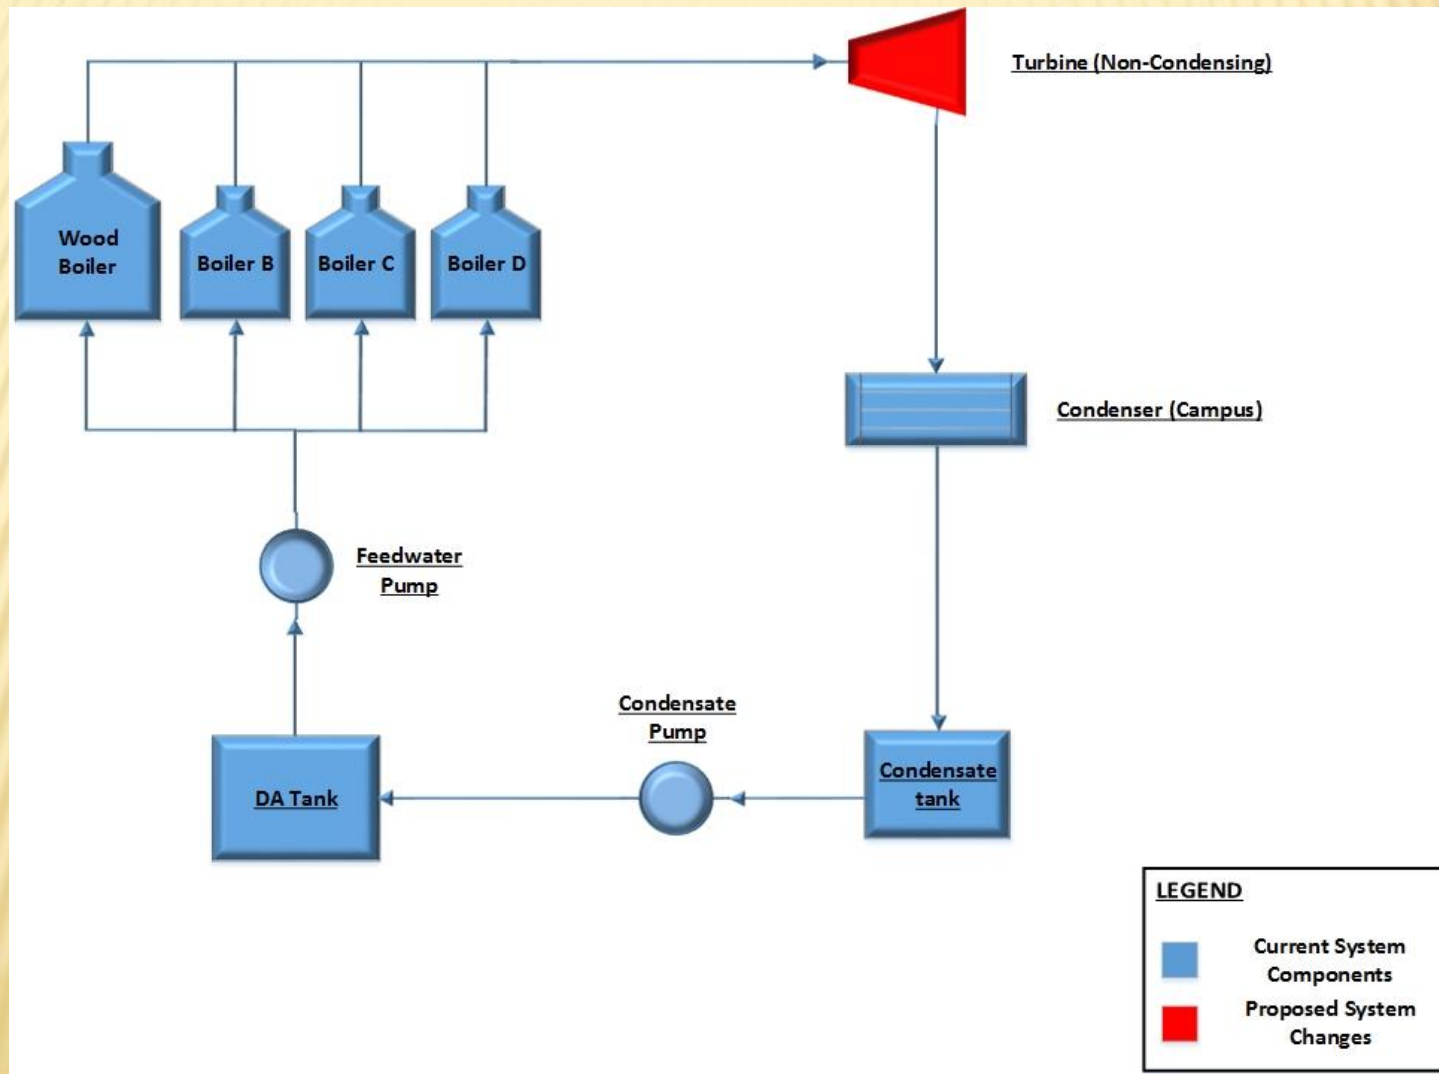 Turbine (Non-Condensing)
Wood
Boiler
Boiler B
Boiler C
Boiler D
Condenser (Campus)
Feedwater
Pump
Condensate
Pump
DA Tank
Condensate
tank
LEGEND
Current System
Components
Proposed System
Changes